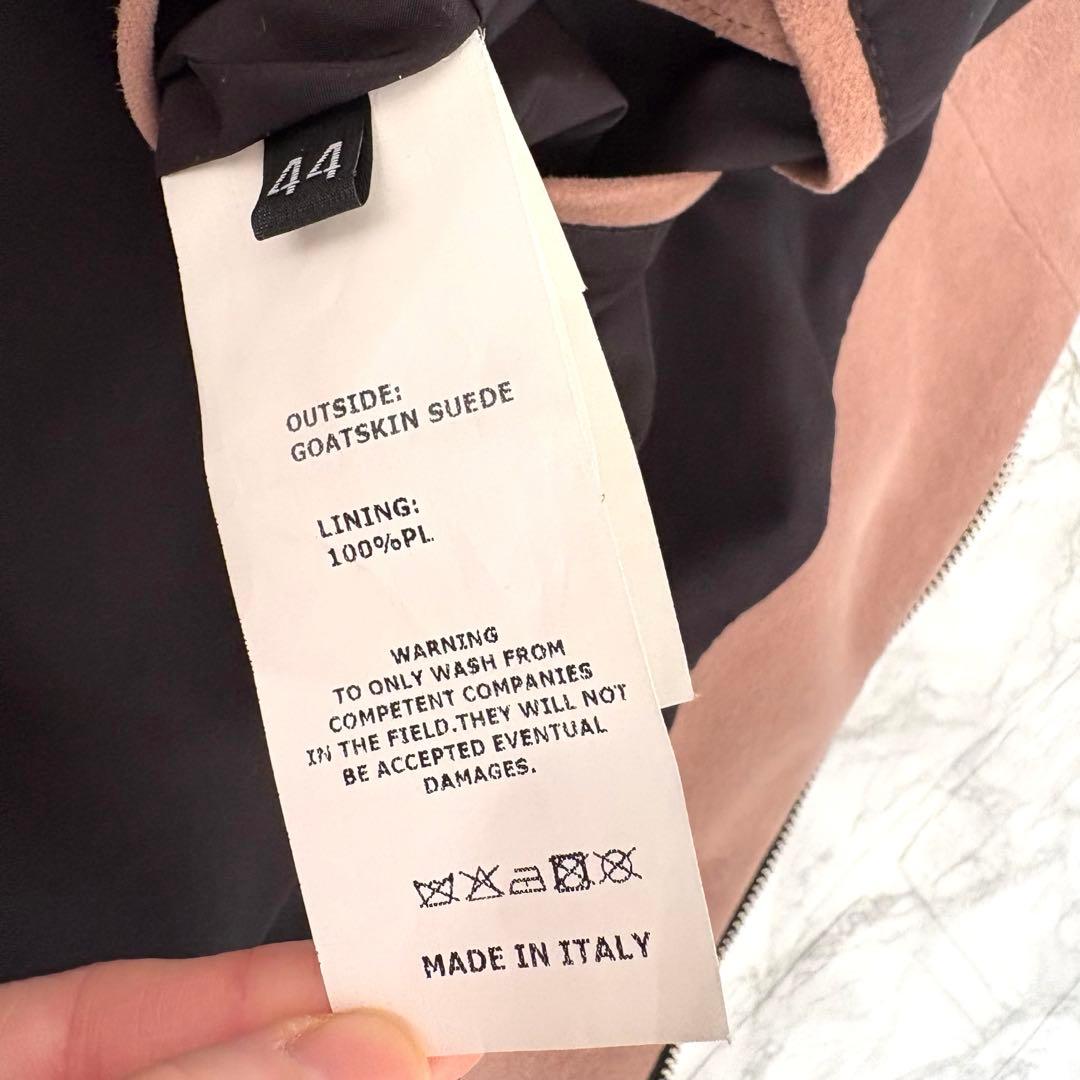 44
OUTSIDE:
GOATSKIN SUEDE
LINING:
100%PL
WARNING
TO ONLY WASH FROM
COMPETENT COMPANIES
IN THE FIELD.THEY WILL NOT
BE ACCEPTED EVENTUAL
DAMAGES.
MADE IN ITALY